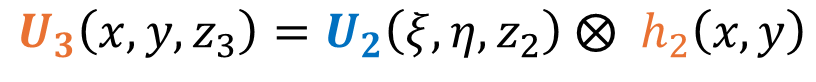 𝑼₃(𝑥, 𝑦, 𝑧₃) = 𝑼₂(𝜉, 𝜂, 𝑧₂) ⊗ ℎ₂(𝑥, 𝑦)